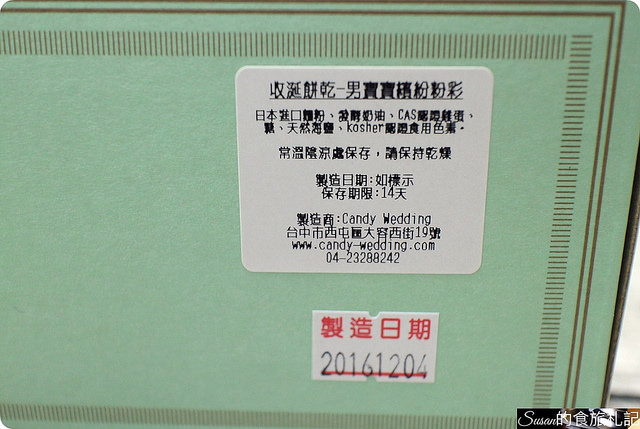 收涎餅乾-男寶寶繽紛粉彩
日本進口麵粉、發酵奶油、CAS認證雞蛋、
糖、天然海鹽、kosher認證食用色素。
常溫陰涼處保存，請保持乾燥
製造日期:如標示
保存期限:14天
製造商:Candy Wedding
台中市西屯區大容西街19號
www.candy-wedding.com
04-23288242
製造日期
20161204
Susan的食旅札記